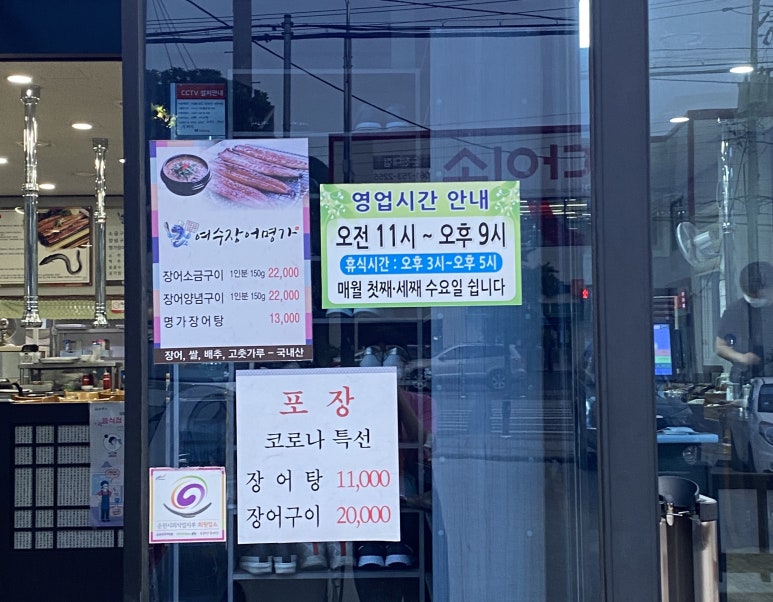 CCTV 설치안내
여수장어명가
장어소금구이 1인분 150g 22,000
장어양념구이 1인분 150g 22,000
명가장어탕 13,000
장어, 쌀, 배추, 고춧가루 - 국내산
영업시간 안내
오전 11시 ~ 오후 9시
휴식시간 : 오후 3시~오후 5시
매월 첫째·세째 수요일 쉽니다
포장
코로나 특선
장어탕 11,000
장어구이 20,000
다이소